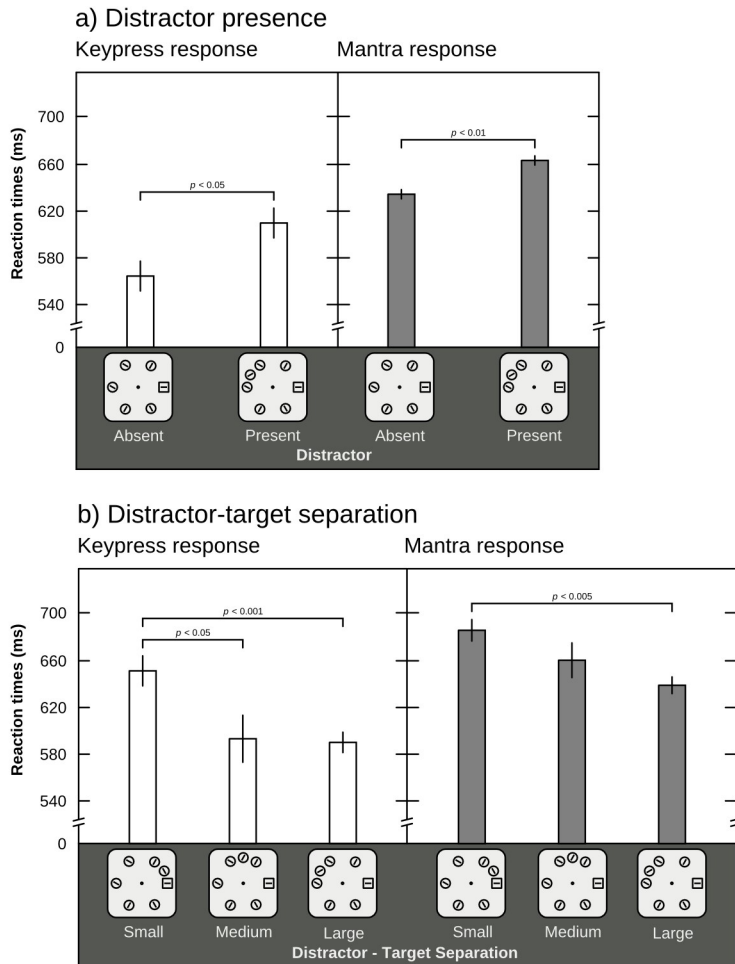 a) Distractor presence
Keypress response Mantra response
Reaction times (ms)
700
660
620
580
540
0
p < 0.05
p < 0.01
Absent Present Absent Present
Distractor
b) Distractor-target separation
Keypress response Mantra response
Reaction times (ms)
700
660
620
580
540
0
p < 0.001
p < 0.05
p < 0.005
Small Medium Large Small Medium Large
Distractor - Target Separation